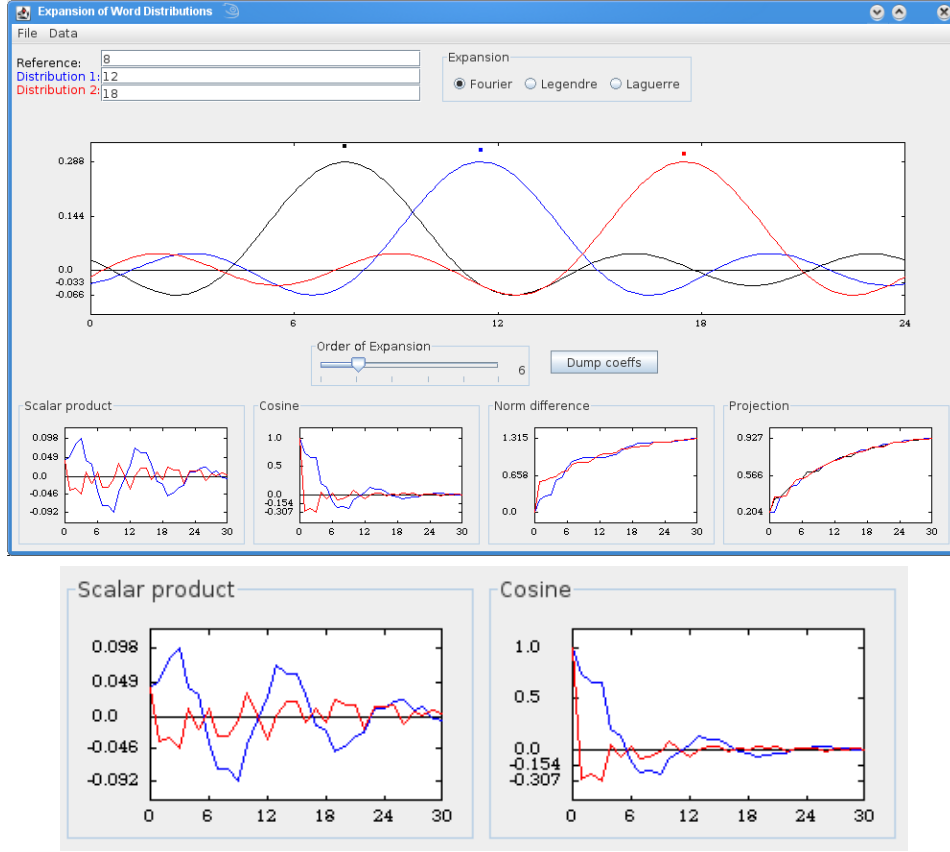 Expansion of Word Distributions
File Data
Reference: 8
Distribution 1: 12
Distribution 2: 18
Expansion
Fourier Legendre Laguerre
0.288
0.144
0.0
-0.033
-0.066
0 6 12 18 24
Order of Expansion
6
Dump coeffs
Scalar product
0.098
0.049
0.0
-0.046
-0.092
0 6 12 18 24 30
Cosine
1.0
0.5
0.0
-0.154
-0.307
0 6 12 18 24 30
Norm difference
1.315
0.658
0.0
0 6 12 18 24 30
Projection
0.927
0.566
0.204
0 6 12 18 24 30
Scalar product
0.098
0.049
0.0
-0.046
-0.092
0 6 12 18 24 30
Cosine
1.0
0.5
0.0
-0.154
-0.307
0 6 12 18 24 30